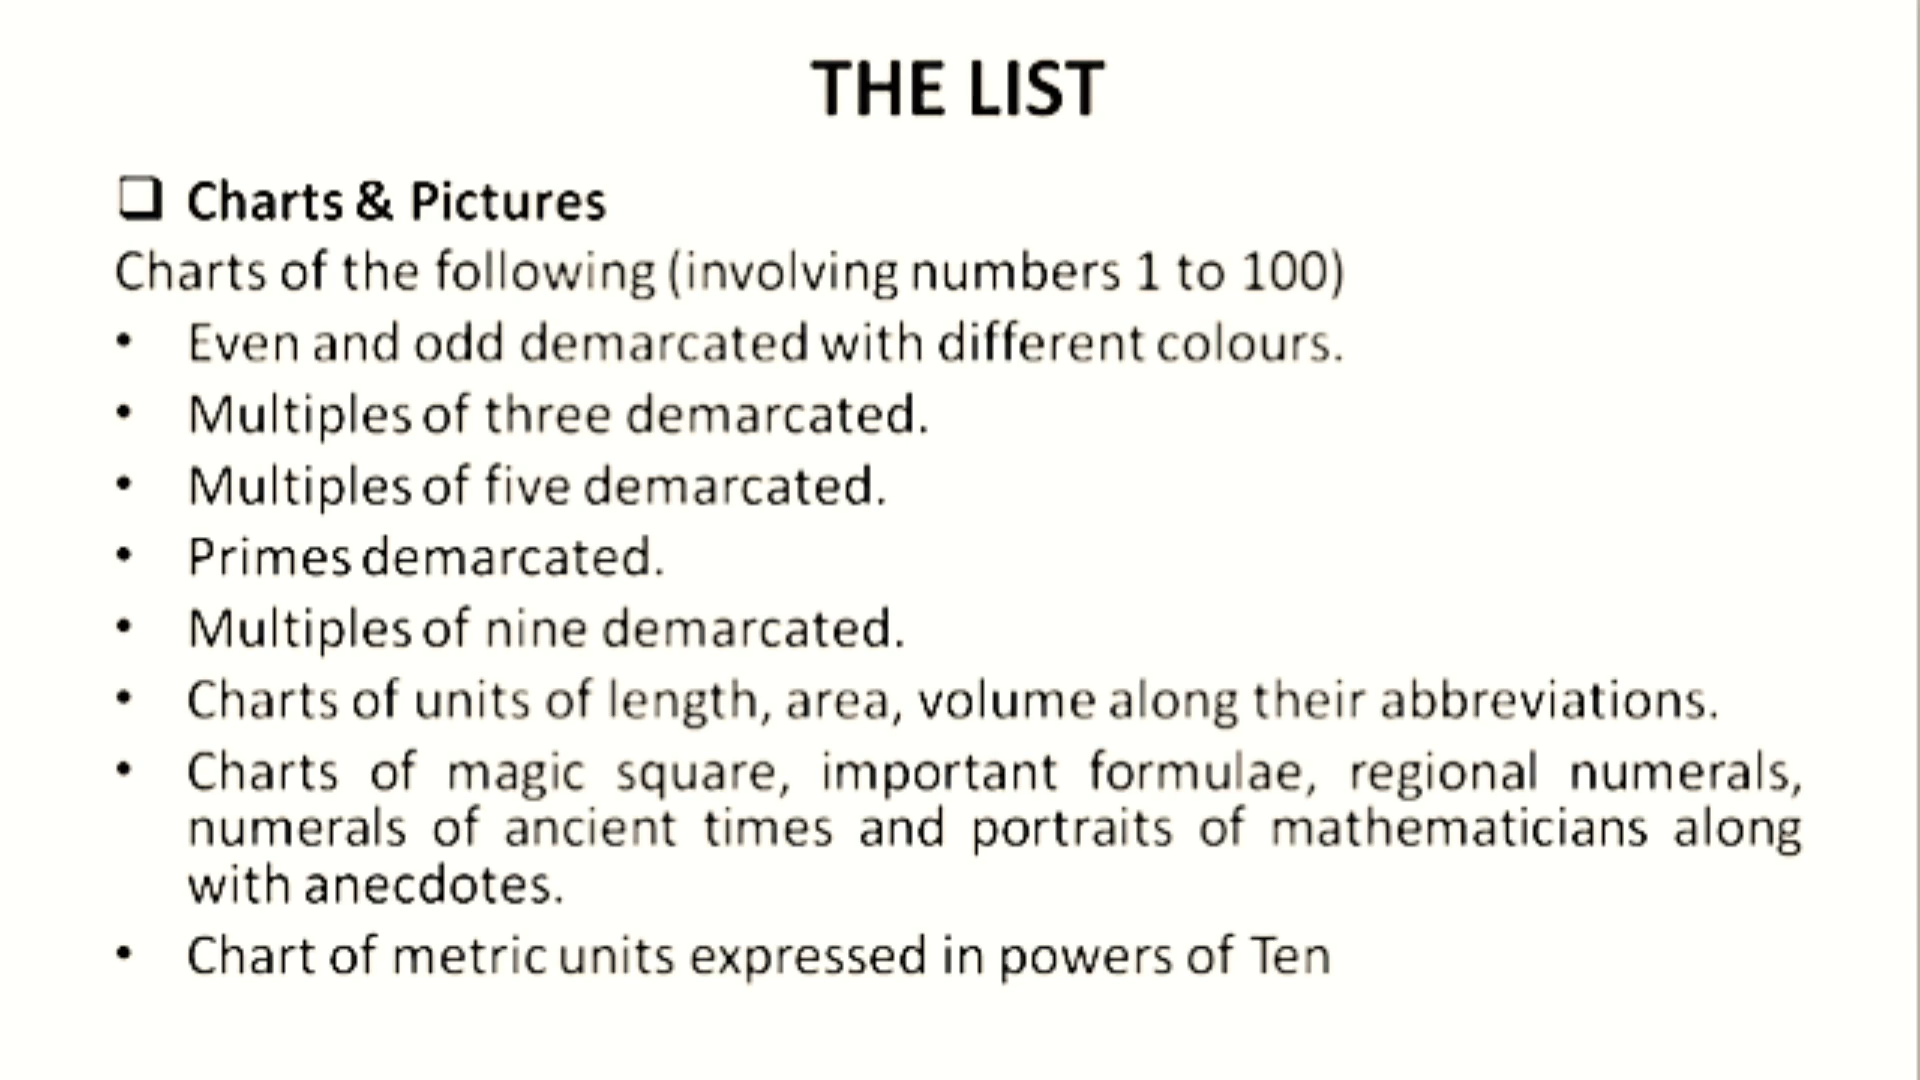 THE LIST
❑ Charts & Pictures
Charts of the following (involving numbers 1 to 100)
• Even and odd demarcated with different colours.
• Multiples of three demarcated.
• Multiples of five demarcated.
• Primes demarcated.
• Multiples of nine demarcated.
• Charts of units of length, area, volume along their abbreviations.
• Charts of magic square, important formulae, regional numerals,
numerals of ancient times and portraits of mathematicians along
with anecdotes.
• Chart of metric units expressed in powers of Ten